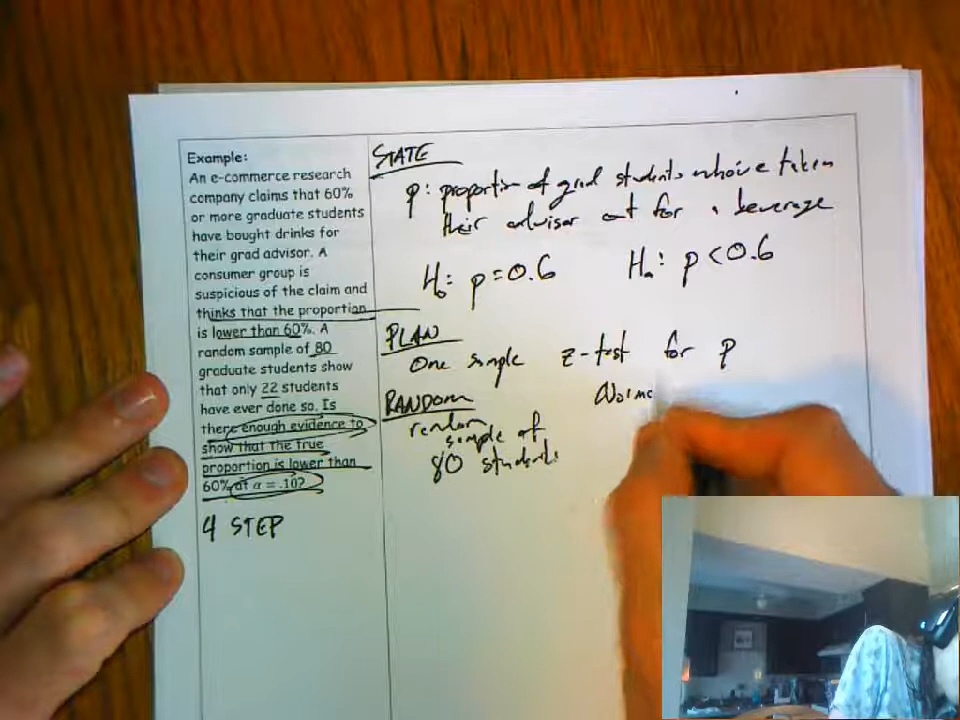 Example:
An e-commerce research
company claims that 60%
or more graduate students
have bought drinks for
their grad advisor. A
consumer group is
suspicious of the claim and
thinks that the proportion
is lower than 60%. A
random sample of 80
graduate students show
that only 22 students
have ever done so. Is
there enough evidence to
show that the true
proportion is lower than
60% at α = .10?
4 STEP
STATE
p: proportion of grad students who've taken
their advisor out for a beverage
H₀: p = 0.6 Hₐ: p < 0.6
PLAN
One sample z-test for p
RANDOM Norma
random
sample of
80 students